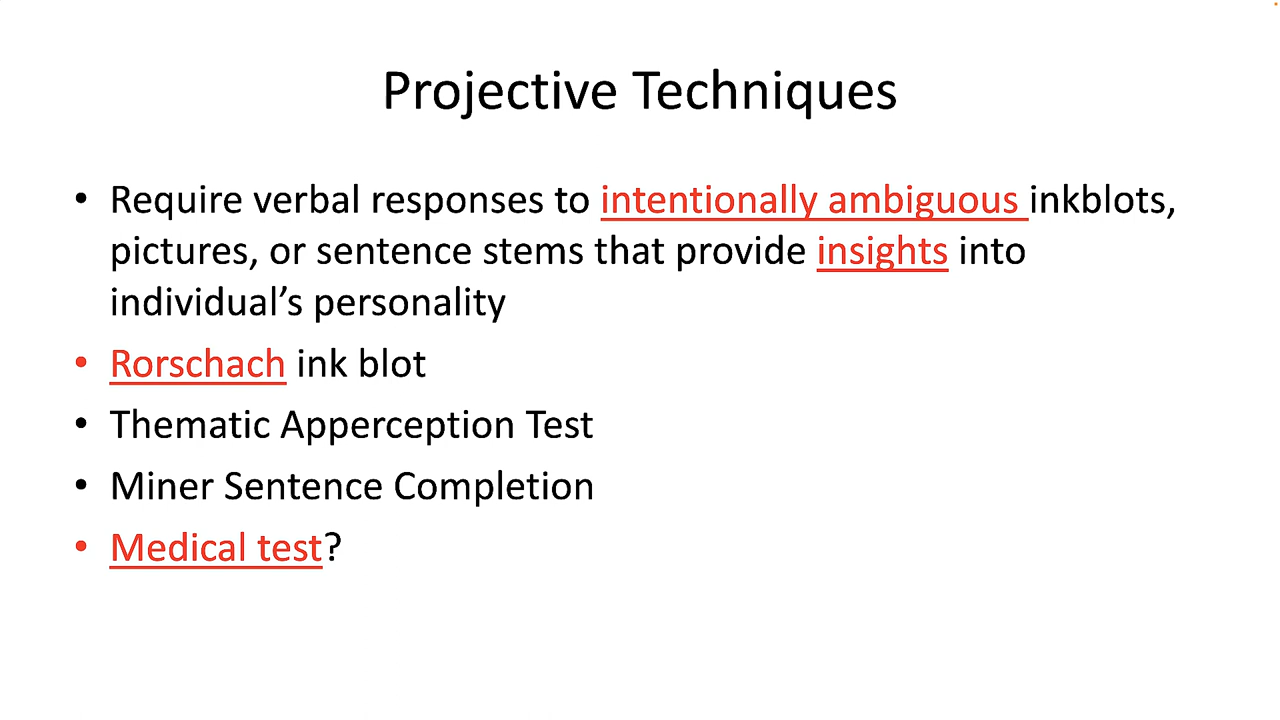 Projective Techniques
• Require verbal responses to intentionally ambiguous inkblots,
pictures, or sentence stems that provide insights into
individual’s personality
• Rorschach ink blot
• Thematic Apperception Test
• Miner Sentence Completion
• Medical test?